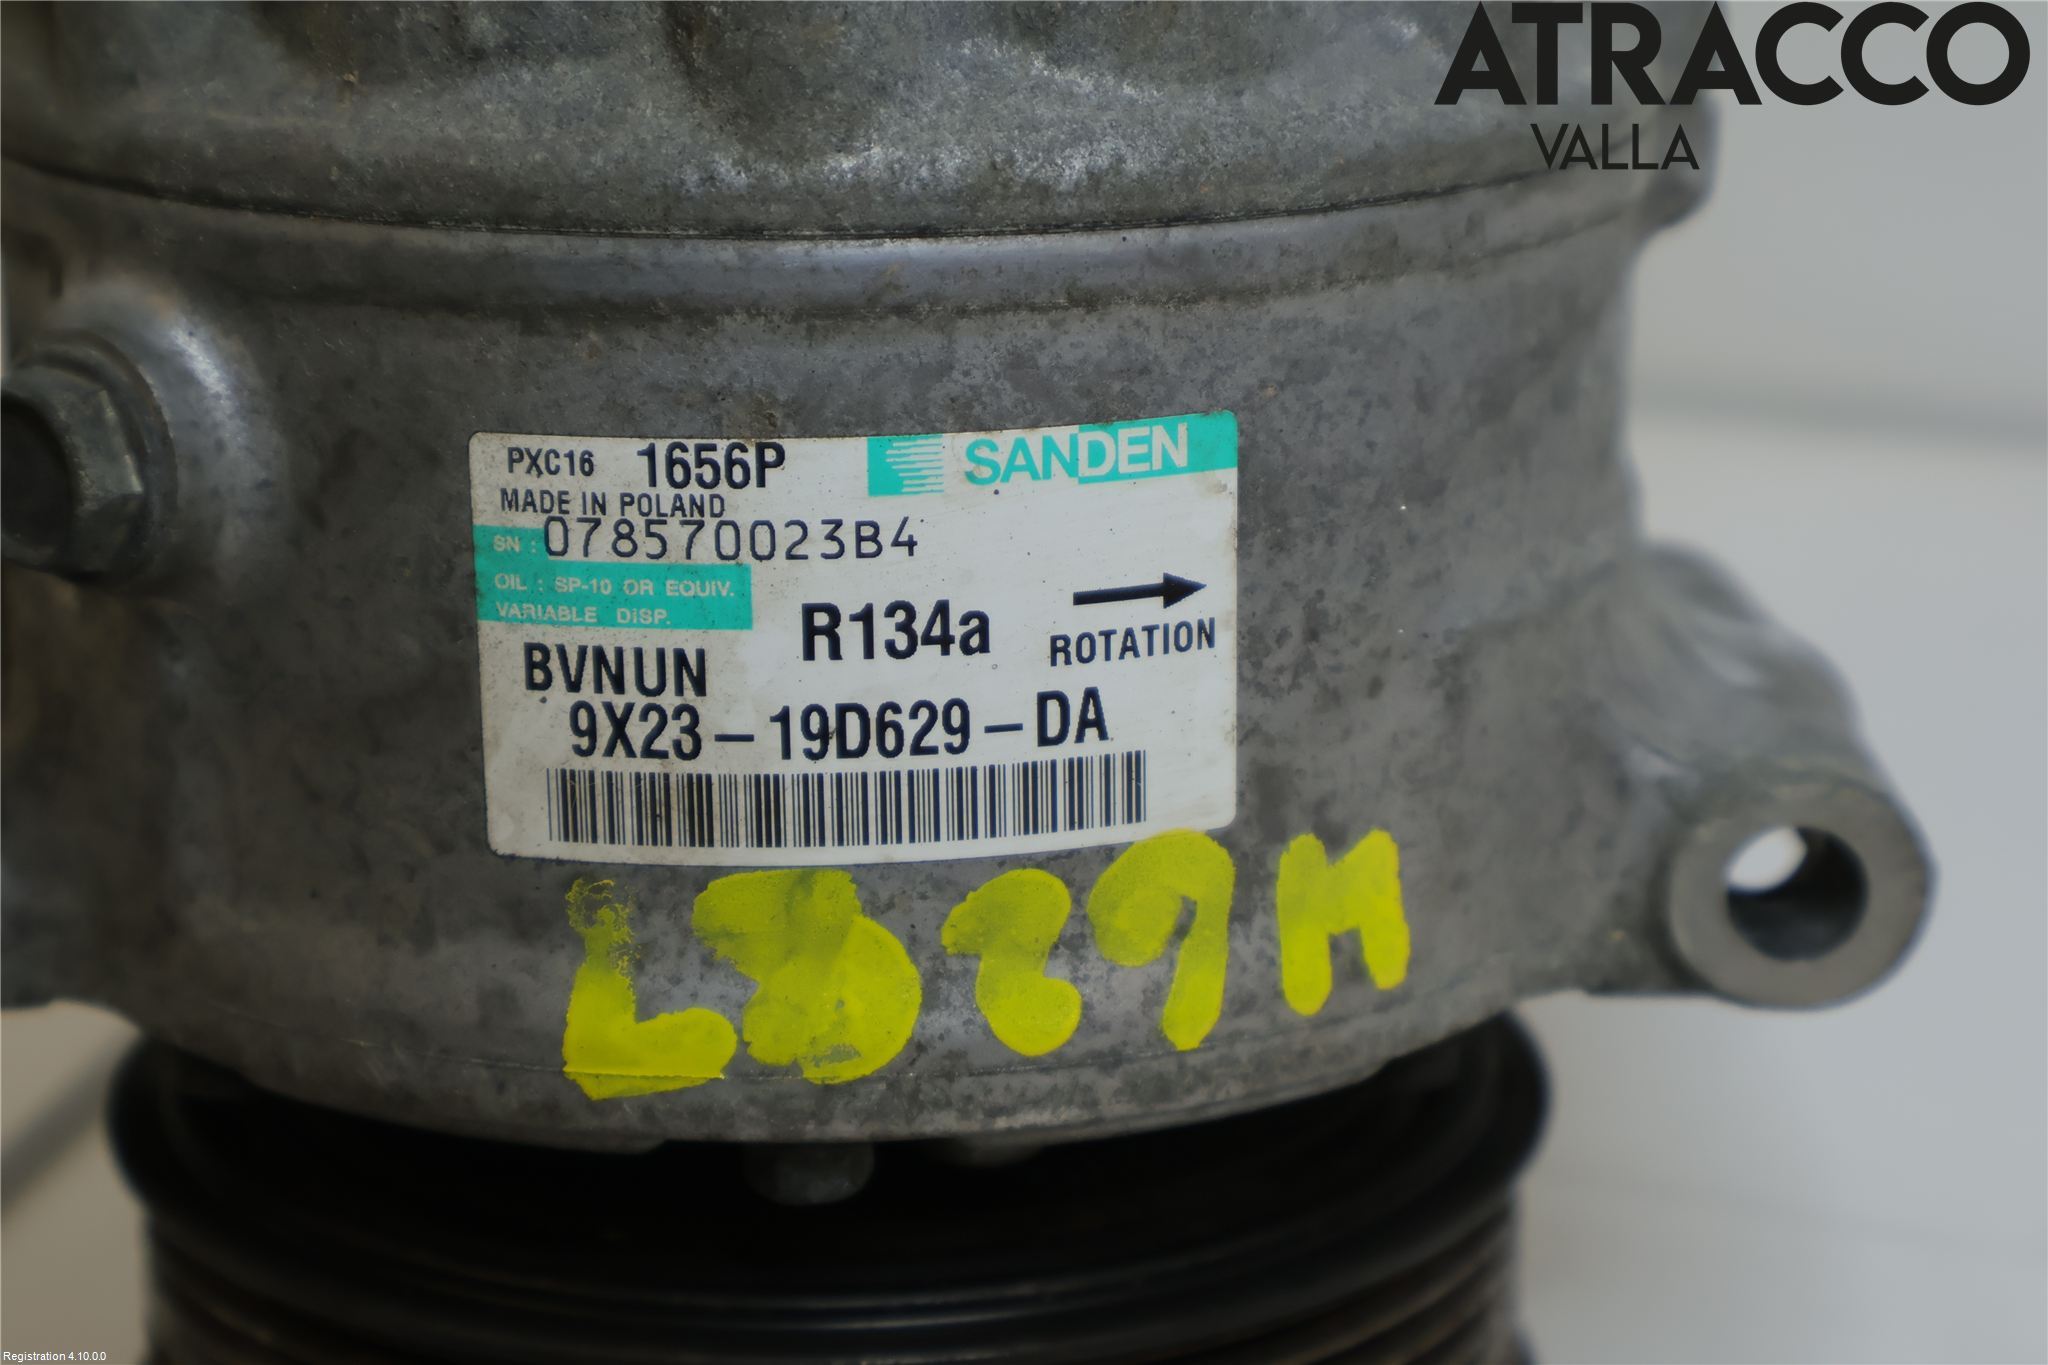 ATRACCO
VALLA
PXC16 1656P
SANDEN
MADE IN POLAND
SN : 078570023B4
OIL : SP-10 OR EQUIV.
VARIABLE DISP.
R134a
ROTATION
BVNUN
9X23-19D629-DA
Registration 4.10.0.0